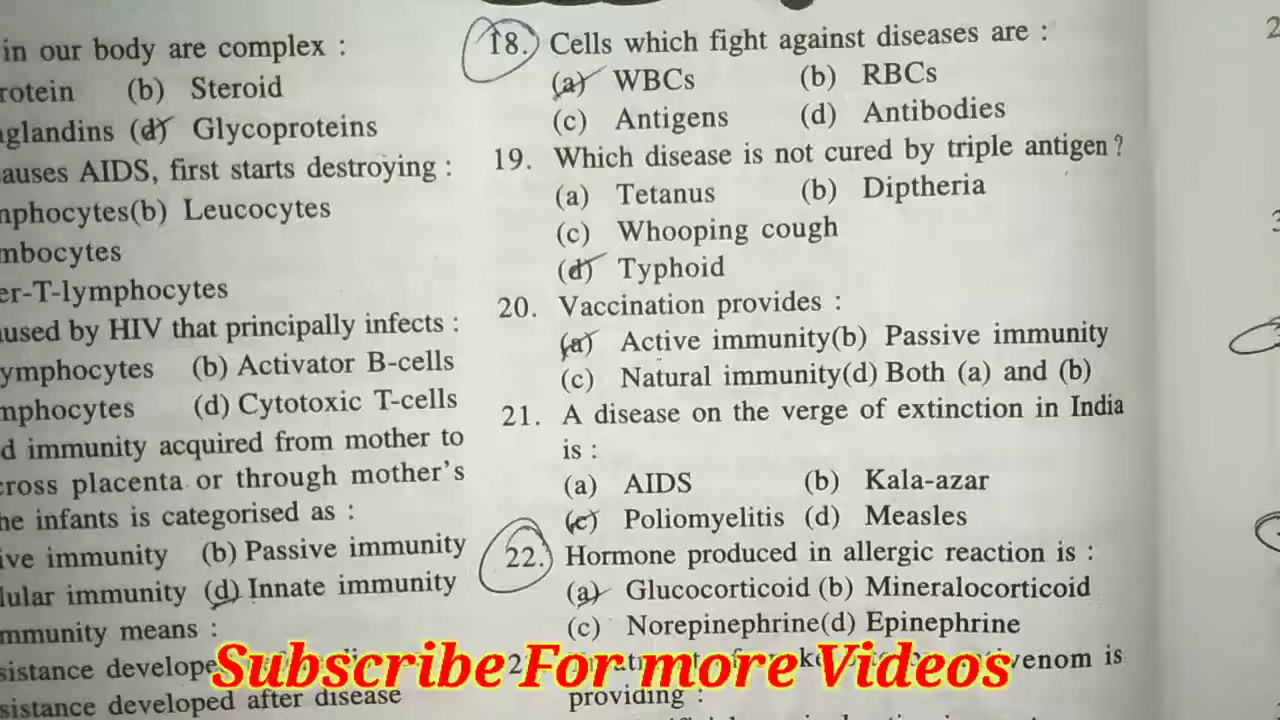 in our body are complex :
rotein (b) Steroid
aglandins (d) Glycoproteins
auses AIDS, first starts destroying :
nphocytes(b) Leucocytes
mbocytes
er-T-lymphocytes
used by HIV that principally infects :
ymphocytes (b) Activator B-cells
nphocytes (d) Cytotoxic T-cells
d immunity acquired from mother to
cross placenta or through mother's
he infants is categorised as :
ive immunity (b) Passive immunity
lular immunity (d) Innate immunity
mmunity means :
sistance develope
sistance developed after disease
18. Cells which fight against diseases are :
(a) WBCs (b) RBCs
(c) Antigens (d) Antibodies
19. Which disease is not cured by triple antigen ?
(a) Tetanus (b) Diptheria
(c) Whooping cough
(d) Typhoid
20. Vaccination provides :
(a) Active immunity(b) Passive immunity
(c) Natural immunity(d) Both (a) and (b)
21. A disease on the verge of extinction in India
is :
(a) AIDS (b) Kala-azar
(c) Poliomyelitis (d) Measles
22. Hormone produced in allergic reaction is :
(a) Glucocorticoid (b) Mineralocorticoid
(c) Norepinephrine(d) Epinephrine
venom is
providing :
Subscribe For more Videos